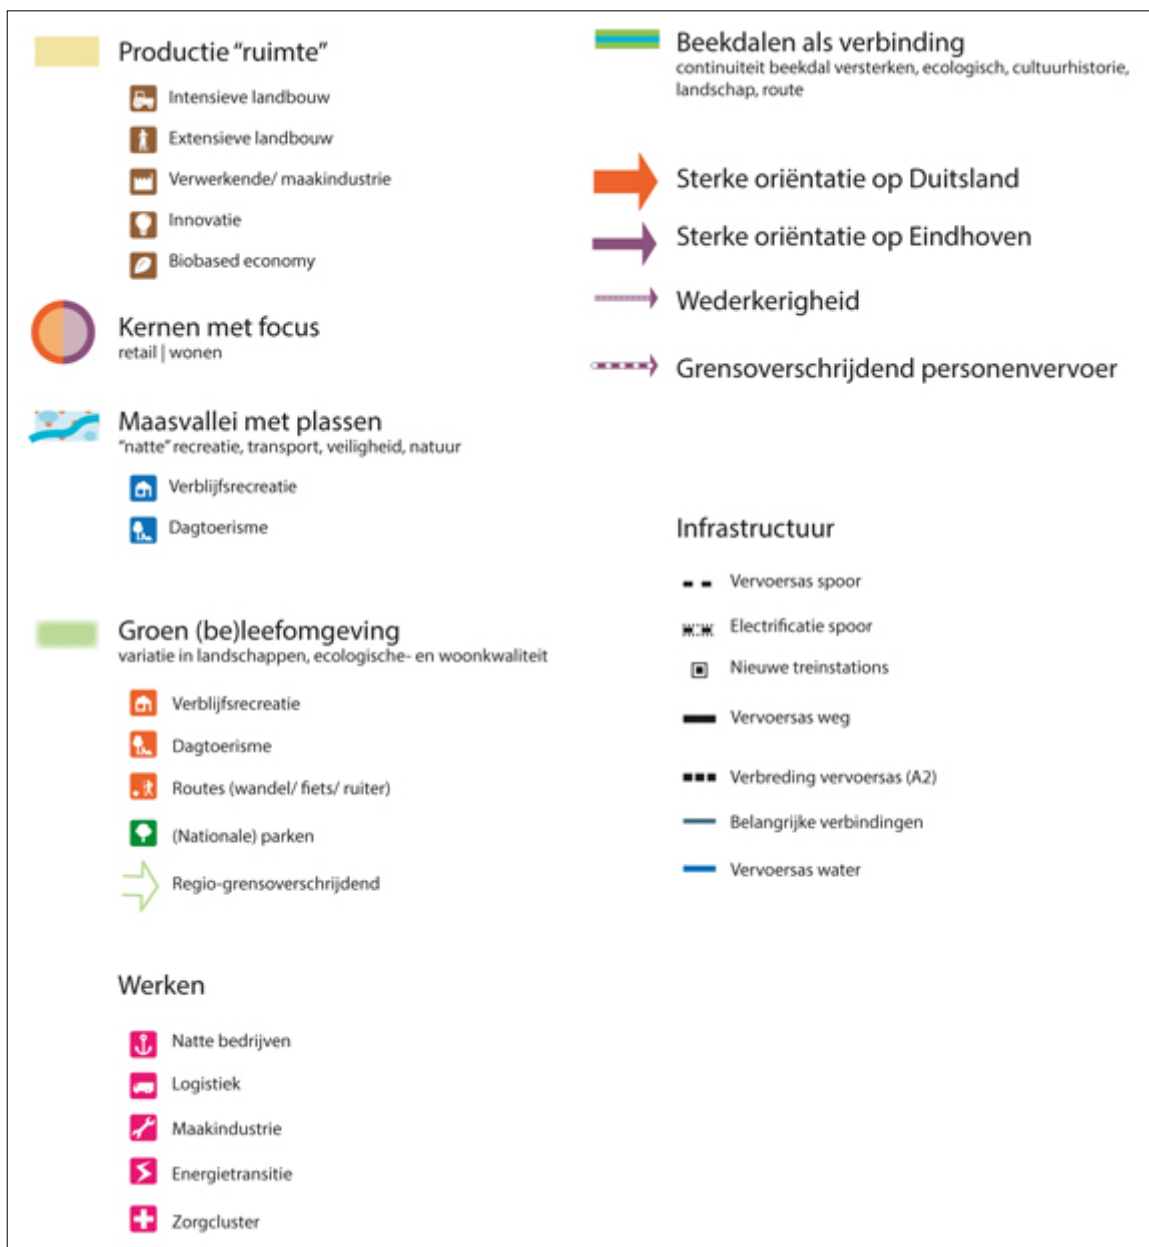 Productie “ruimte”
Intensieve landbouw
Extensieve landbouw
Verwerkende/ maakindustrie
Innovatie
Biobased economy
Kernen met focus
retail | wonen
Maasvallei met plassen
“natte” recreatie, transport, veiligheid, natuur
Verblijfsrecreatie
Dagtoerisme
Groen (be)leefomgeving
variatie in landschappen, ecologische- en woonkwaliteit
Verblijfsrecreatie
Dagtoerisme
Routes (wandel/ fiets/ ruiter)
(Nationale) parken
Regio-grensoverschrijdend
Werken
Natte bedrijven
Logistiek
Maakindustrie
Energietransitie
Zorgcluster
Beekdalen als verbinding
continuiteit beekdal versterken, ecologisch, cultuurhistorie,
landschap, route
Sterke oriëntatie op Duitsland
Sterke oriëntatie op Eindhoven
Wederkerigheid
Grensoverschrijdend personenvervoer
Infrastructuur
Vervoersas spoor
Electrificatie spoor
Nieuwe treinstations
Vervoersas weg
Verbreding vervoersas (A2)
Belangrijke verbindingen
Vervoersas water